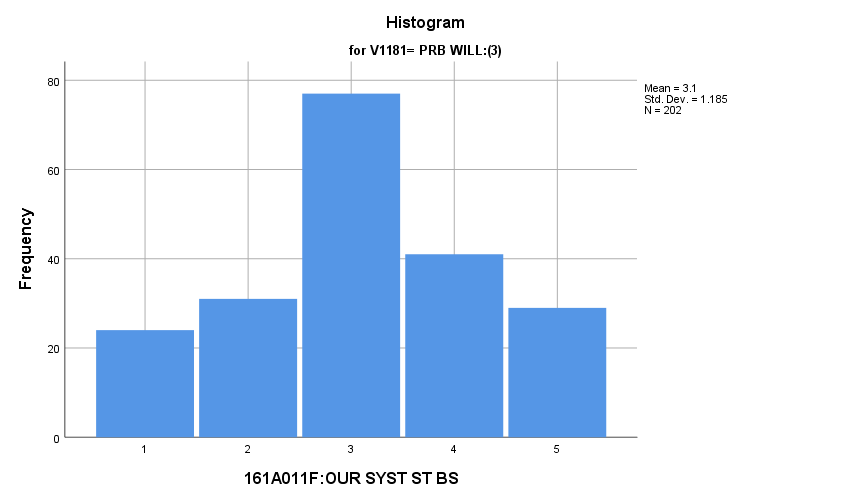 Histogram
for V1181= PRB WILL:(3)
Mean = 3.1
Std. Dev. = 1.185
N = 202
80
60
40
20
0
Frequency
1 2 3 4 5
161A011F:OUR SYST ST BS